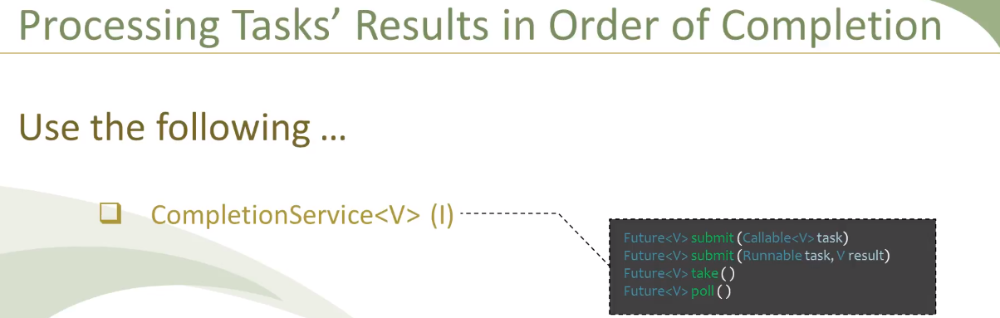 Processing Tasks’ Results in Order of Completion
Use the following ...
CompletionService<V> (I)
Future<V> submit (Callable<V> task)
Future<V> submit (Runnable task, V result)
Future<V> take ( )
Future<V> poll ( )